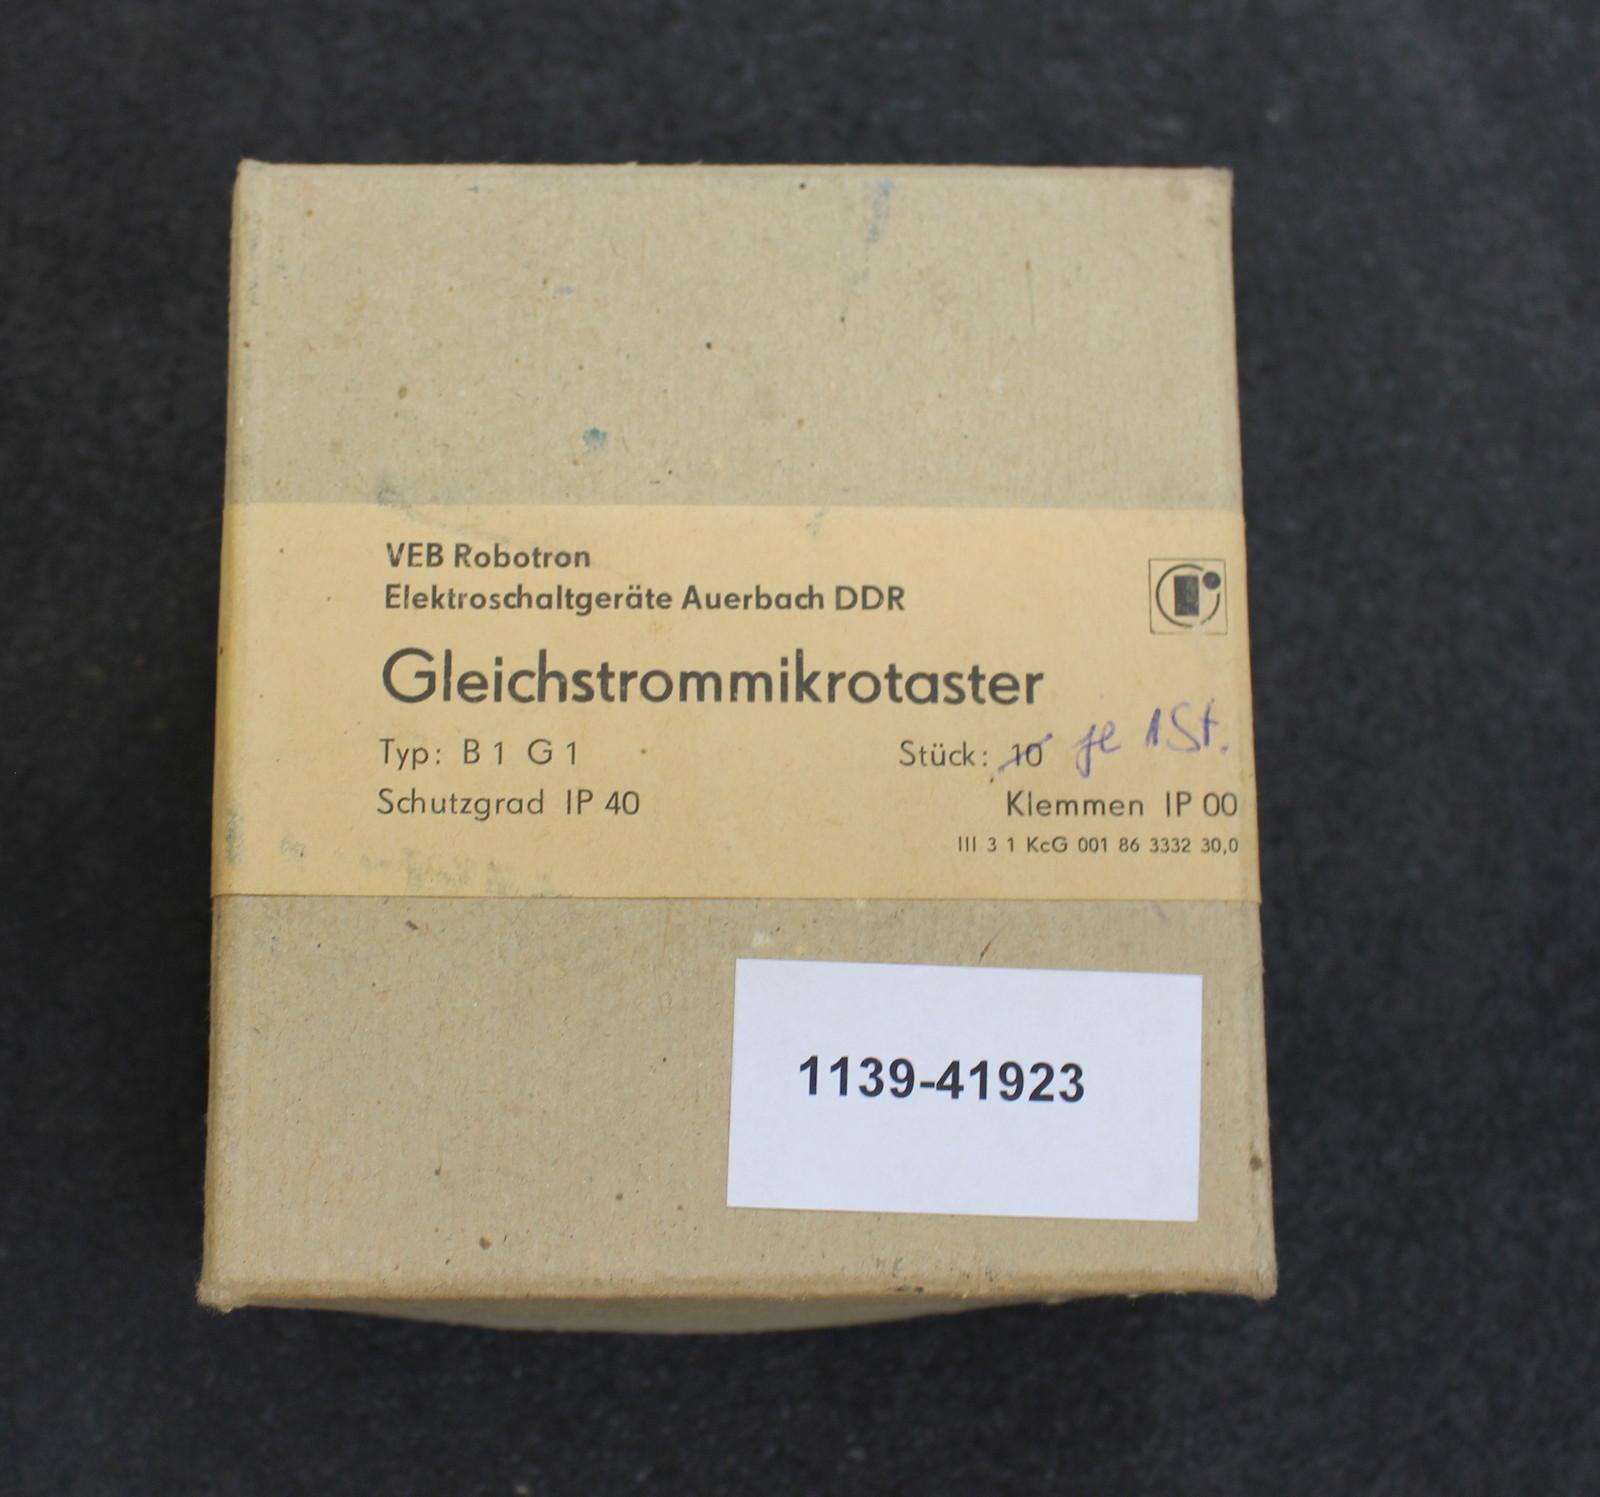 VEB Robotron
Elektroschaltgeräte Auerbach DDR
Gleichstrommikrotaster
Typ: B 1 G 1
Stück: 10 je 1 St.
Schutzgrad IP 40
Klemmen IP 00
III 3 1 KcG 001 86 3332 30,0
1139-41923